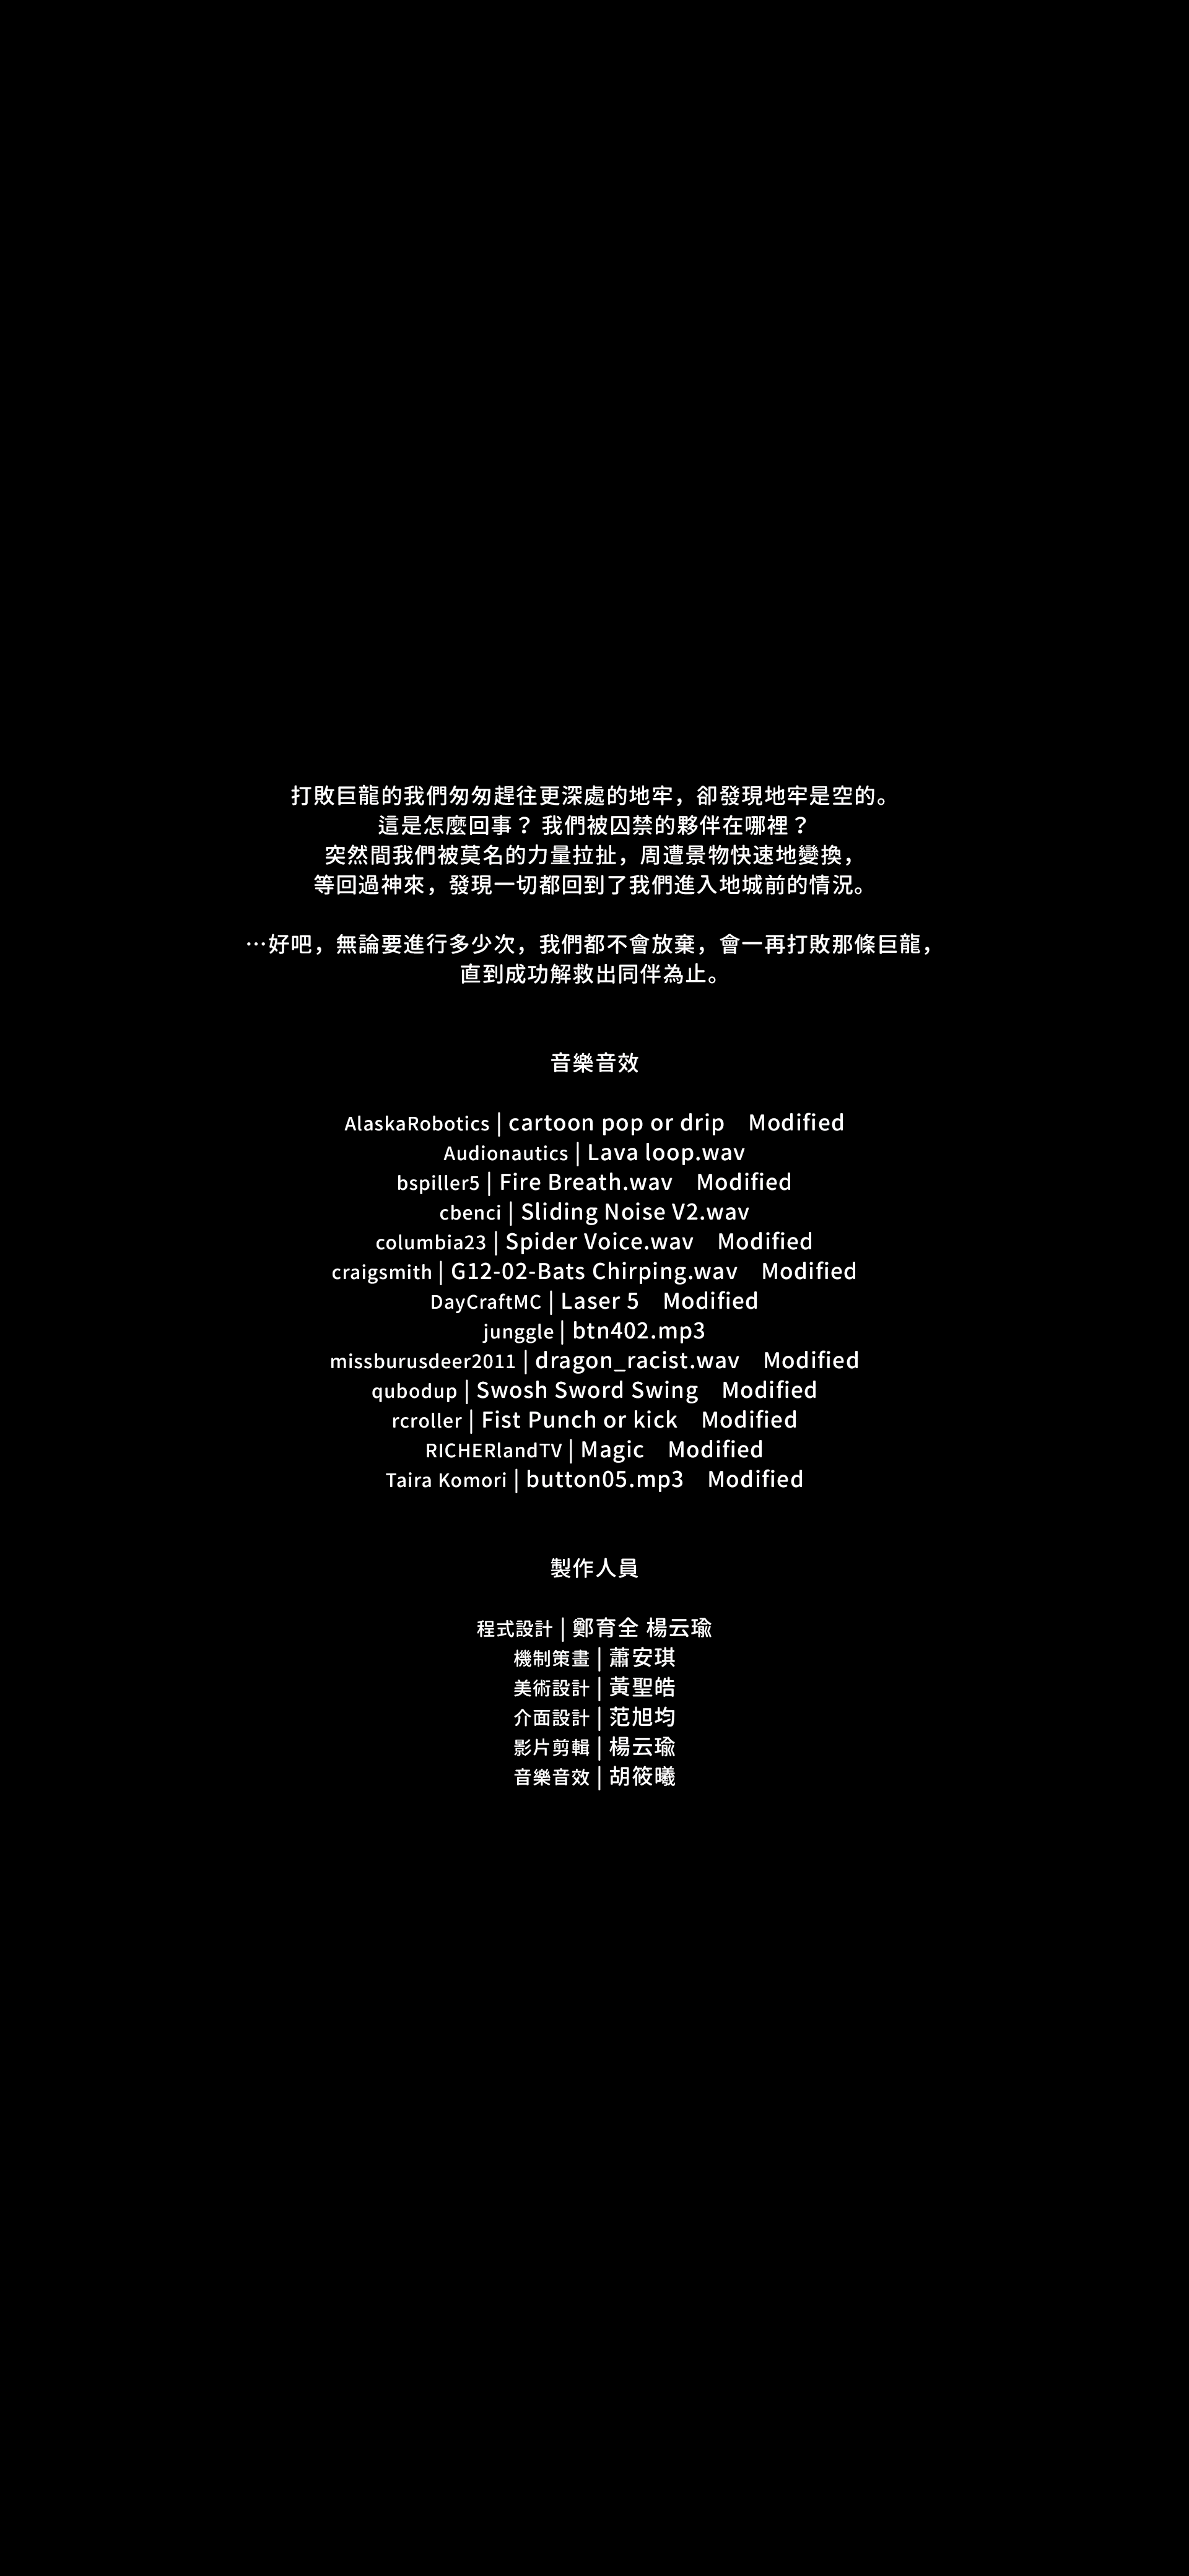 打敗巨龍的我們匆匆趕往更深處的地牢，卻發現地牢是空的。
這是怎麼回事？ 我們被囚禁的夥伴在哪裡？
突然間我們被莫名的力量拉扯，周遭景物快速地變換，
等回過神來，發現一切都回到了我們進入地城前的情況。
…好吧，無論要進行多少次，我們都不會放棄，會一再打敗那條巨龍，
直到成功解救出同伴為止。
音樂音效
AlaskaRobotics | cartoon pop or drip Modified
Audionautics | Lava loop.wav
bspiller5 | Fire Breath.wav Modified
cbenci | Sliding Noise V2.wav
columbia23 | Spider Voice.wav Modified
craigsmith | G12-02-Bats Chirping.wav Modified
DayCraftMC | Laser 5 Modified
junggle | btn402.mp3
missburusdeer2011 | dragon_racist.wav Modified
qubodup | Swosh Sword Swing Modified
rcroller | Fist Punch or kick Modified
RICHERlandTV | Magic Modified
Taira Komori | button05.mp3 Modified
製作人員
程式設計 | 鄭育全 楊云瑜
機制策畫 | 蕭安琪
美術設計 | 黃聖皓
介面設計 | 范旭均
影片剪輯 | 楊云瑜
音樂音效 | 胡筱曦